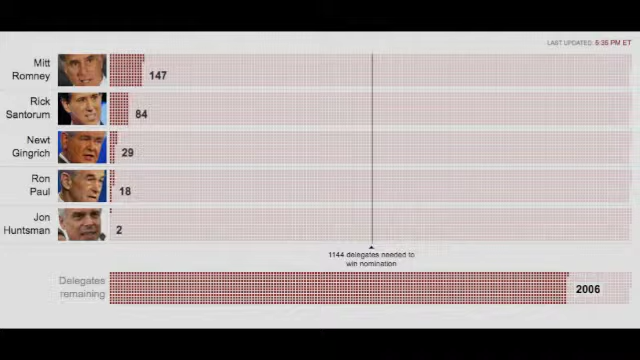 LAST UPDATED: 5:35 PM ET
Mitt
Romney
147
Rick
Santorum
84
Newt
Gingrich
29
Ron
Paul
18
Jon
Huntsman
2
1144 delegates needed to
win nomination
Delegates
remaining
2006